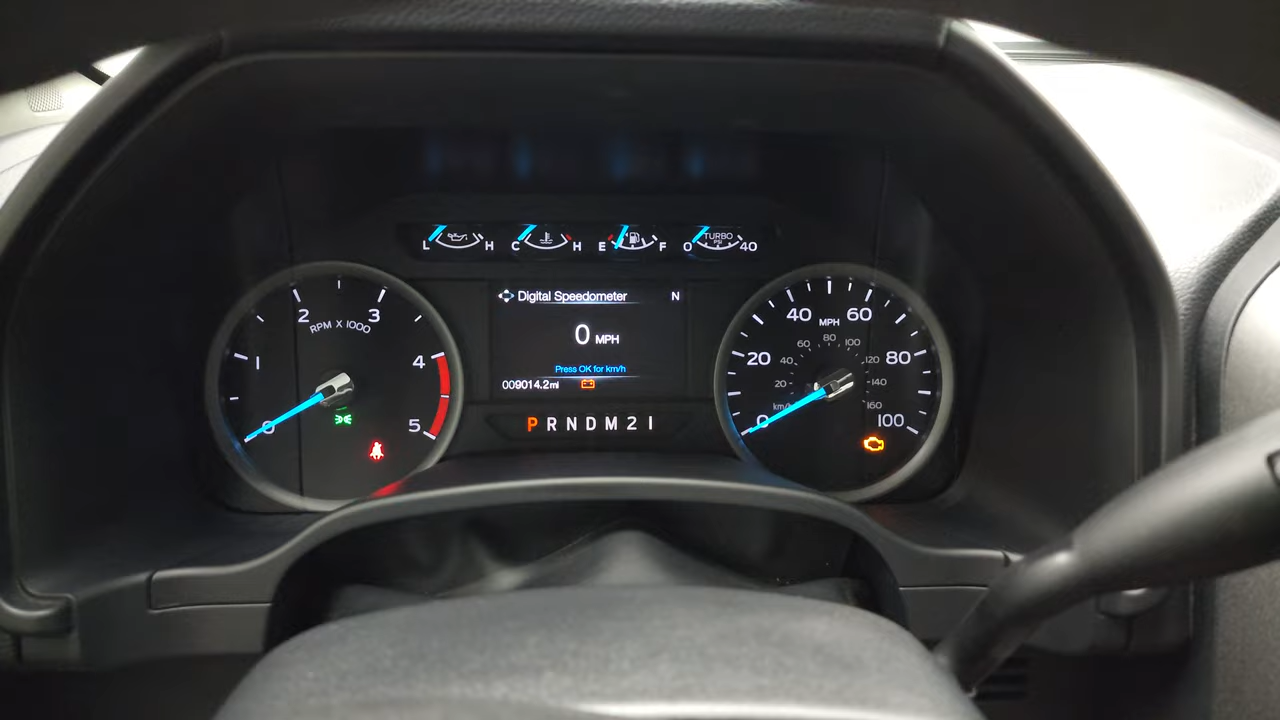 L H C H E F TURBO PSI 0 40
Digital Speedometer N
0 MPH
Press OK for km/h
009014.2mi
P R N D M 2 1
0 1 2 3 4 5
RPM X 1000
0 20 40 60 80 100
MPH
km/h 20 40 60 80 100 120 140 160